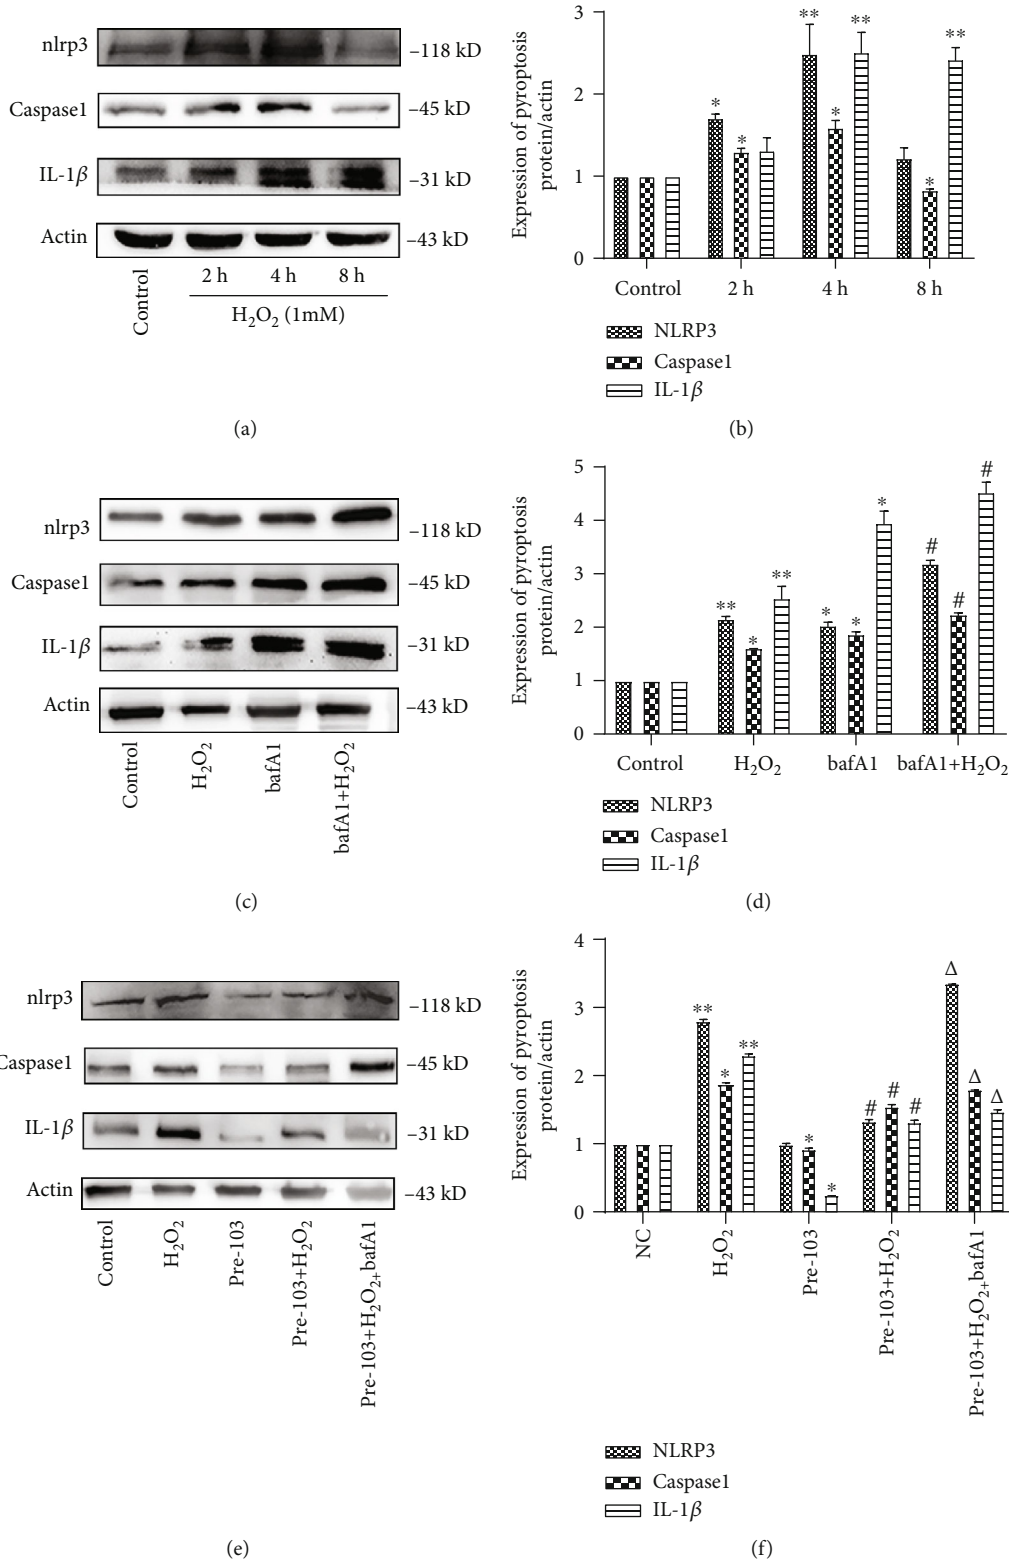 nlrp3
–118 kD
Caspase1
–45 kD
IL-1β
–31 kD
Actin
–43 kD
Control
2 h 4 h 8 h
H₂O₂ (1mM)
(a)
Expression of pyroptosis
protein/actin
3
2
1
0
** ** **
* * * *
Control 2 h 4 h 8 h
NLRP3
Caspase1
IL-1β
(b)
nlrp3
–118 kD
Caspase1
–45 kD
IL-1β
–31 kD
Actin
–43 kD
Control
H₂O₂
bafA1
bafA1+H₂O₂
(c)
Expression of pyroptosis
protein/actin
5
4
3
2
1
0
** * ** * * * # # #
Control H₂O₂ bafA1 bafA1+H₂O₂
NLRP3
Caspase1
IL-1β
(d)
nlrp3
–118 kD
Caspase1
–45 kD
IL-1β
–31 kD
Actin
–43 kD
Control
H₂O₂
Pre-103
Pre-103+H₂O₂
Pre-103+H₂O₂₊bafA1
(e)
Expression of pyroptosis
protein/actin
4
3
2
1
0
** * ** * * # # # Δ Δ Δ
NC
H₂O₂
Pre-103
Pre-103+H₂O₂
Pre-103+H₂O₂₊bafA1
NLRP3
Caspase1
IL-1β
(f)